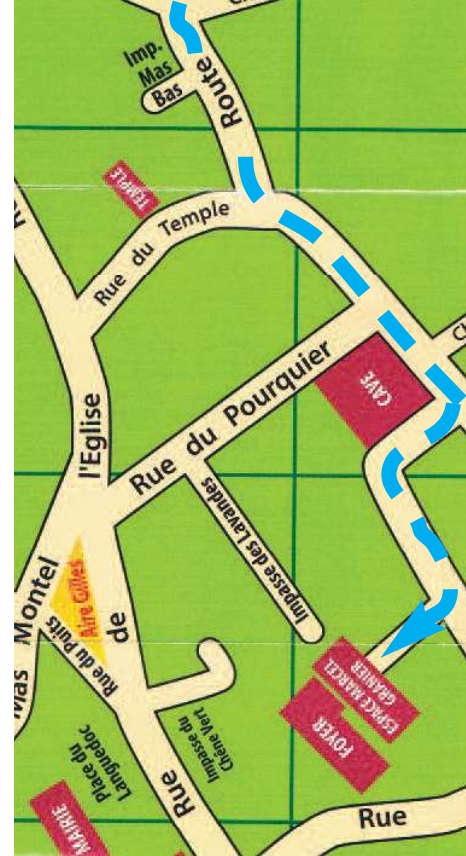 Imp.
Mas
Bas
Route
TEMPLE
Rue du Temple
CAVE
Rue du Pourquier
l'Eglise
Impasse des Lavandes
Montel
Aire Gilles
de
Rue du Puits
Mas
ESPACE MARCEL
GRANIER
FOYER
Impasse du
Chêne Vert
Place du
Languedoc
Rue
Rue
MAIRIE